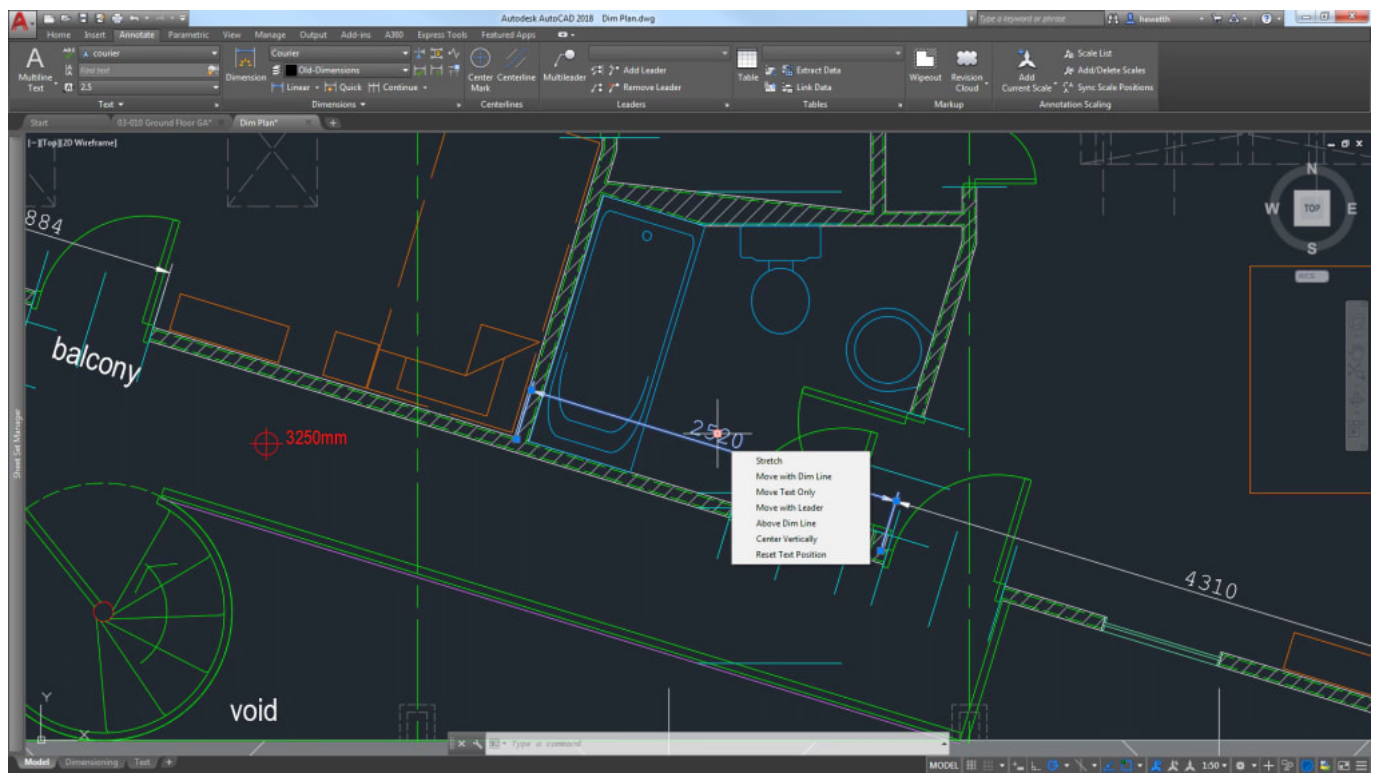 Autodesk AutoCAD 2018 Dim Plan.dwg
Type a keyword or phrase
hewetth
Home Insert Annotate Parametric View Manage Output Add-ins A360 Express Tools Featured Apps
A courier
Courier
Scale List
Find text
Old-Dimensions
Add Leader
Extract Data
Add/Delete Scales
Multiline Text
2.5
Dimension
Linear Quick Continue
Center Mark
Centerline
Multileader
Remove Leader
Table
Link Data
Wipeout
Revision Cloud
Add Current Scale
Sync Scale Positions
Text
Dimensions
Centerlines
Leaders
Tables
Markup
Annotation Scaling
Start
03-010 Ground Floor GA*
Dim Plan*
[−][Top][2D Wireframe]
N
W TOP E
S
WCS
884
balcony
3250mm
2520
Stretch
Move with Dim Line
Move Text Only
Move with Leader
Above Dim Line
Center Vertically
Reset Text Position
Sheet Set Manager
4310
void
Y
X
Type a command
Model Dimensioning Text +
MODEL
1:50